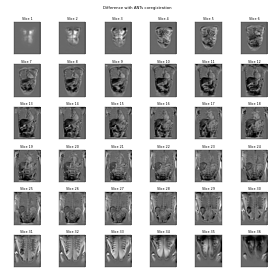 Difference with ANTs coregistration
Slice 1 Slice 2 Slice 3 Slice 4 Slice 5 Slice 6
Slice 7 Slice 8 Slice 9 Slice 10 Slice 11 Slice 12
Slice 13 Slice 14 Slice 15 Slice 16 Slice 17 Slice 18
Slice 19 Slice 20 Slice 21 Slice 22 Slice 23 Slice 24
Slice 25 Slice 26 Slice 27 Slice 28 Slice 29 Slice 30
Slice 31 Slice 32 Slice 33 Slice 34 Slice 35 Slice 36